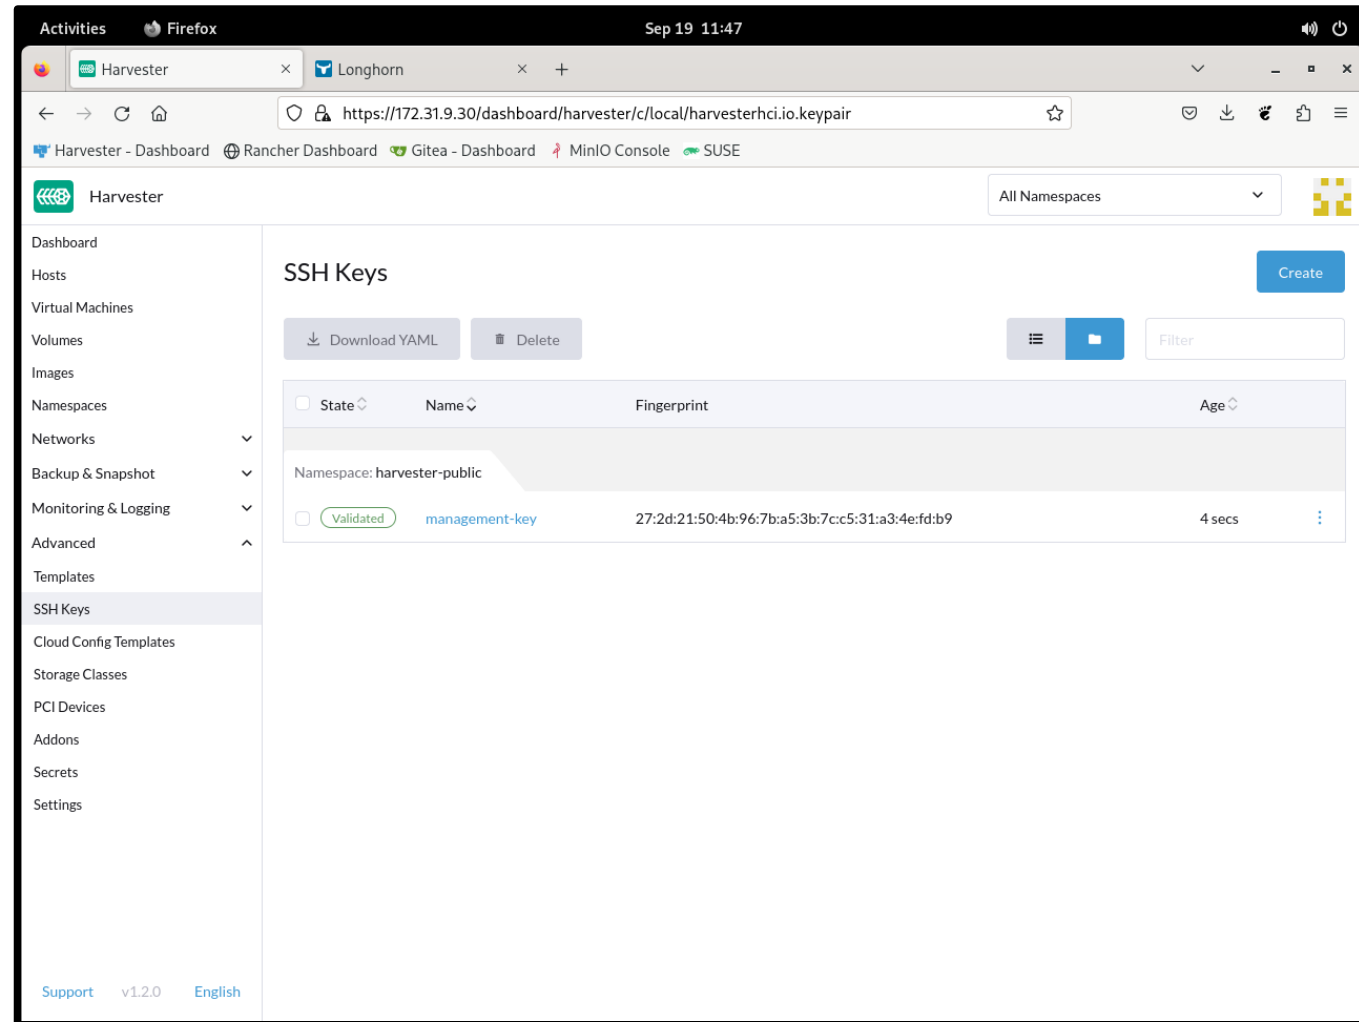 Activities Firefox Sep 19 11:47
Harvester Longhorn
https://172.31.9.30/dashboard/harvester/c/local/harvesterhci.io.keypair
Harvester - Dashboard Rancher Dashboard Gitea - Dashboard MinIO Console SUSE
Harvester All Namespaces
Dashboard
Hosts
Virtual Machines
Volumes
Images
Namespaces
Networks
Backup & Snapshot
Monitoring & Logging
Advanced
Templates
SSH Keys
Cloud Config Templates
Storage Classes
PCI Devices
Addons
Secrets
Settings
Support v1.2.0 English
SSH Keys Create
Download YAML Delete Filter
State Name Fingerprint Age
Namespace: harvester-public
Validated management-key 27:2d:21:50:4b:96:7b:a5:3b:7c:c5:31:a3:4e:fd:b9 4 secs